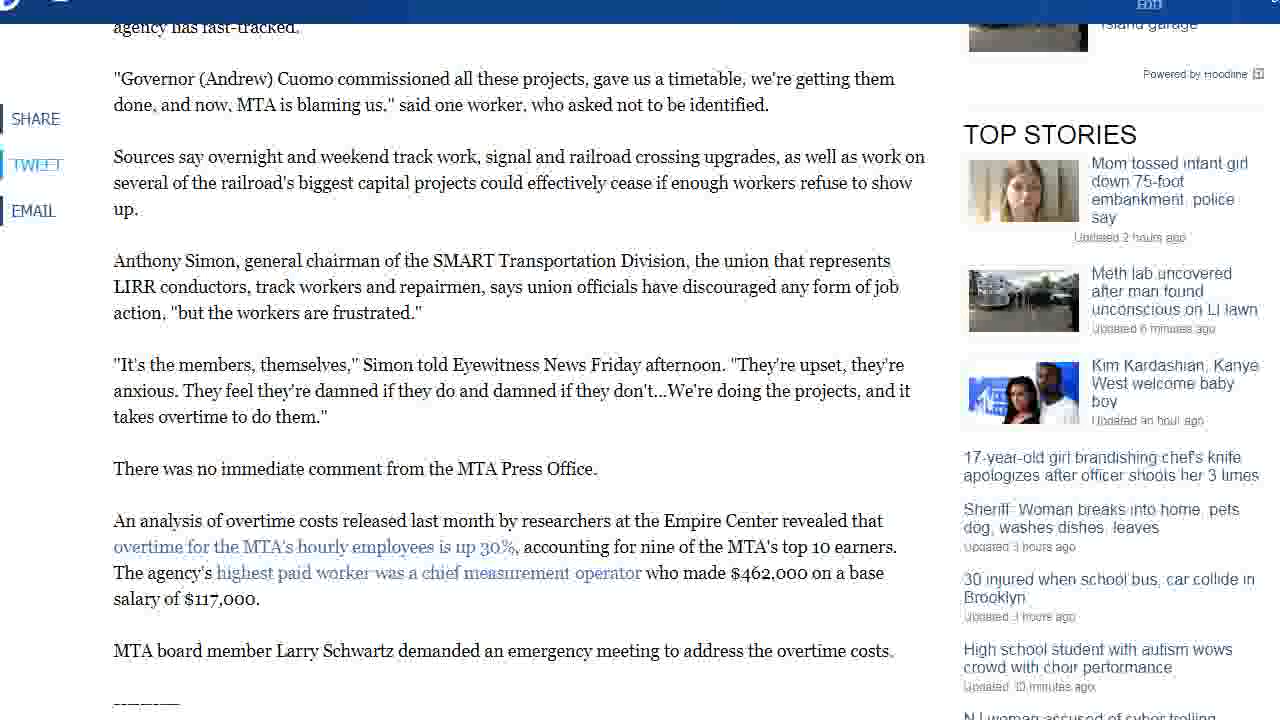 Edit
agency has fast-tracked.
"Governor (Andrew) Cuomo commissioned all these projects, gave us a timetable, we're getting them
done, and now, MTA is blaming us," said one worker, who asked not to be identified.
Sources say overnight and weekend track work, signal and railroad crossing upgrades, as well as work on
several of the railroad's biggest capital projects could effectively cease if enough workers refuse to show
up.
Anthony Simon, general chairman of the SMART Transportation Division, the union that represents
LIRR conductors, track workers and repairmen, says union officials have discouraged any form of job
action, "but the workers are frustrated."
"It's the members, themselves," Simon told Eyewitness News Friday afternoon. "They're upset, they're
anxious. They feel they're damned if they do and damned if they don't...We're doing the projects, and it
takes overtime to do them."
There was no immediate comment from the MTA Press Office.
An analysis of overtime costs released last month by researchers at the Empire Center revealed that
overtime for the MTA's hourly employees is up 30%, accounting for nine of the MTA's top 10 earners.
The agency's highest paid worker was a chief measurement operator who made $462,000 on a base
salary of $117,000.
MTA board member Larry Schwartz demanded an emergency meeting to address the overtime costs.
----------
SHARE
TWEET
EMAIL
Island garage
Powered by Hoodline
TOP STORIES
Mom tossed infant girl
down 75-foot
embankment, police
say
Updated 2 hours ago
Meth lab uncovered
after man found
unconscious on LI lawn
Updated 6 minutes ago
Kim Kardashian, Kanye
West welcome baby
boy
Updated an hour ago
17-year-old girl brandishing chef's knife
apologizes after officer shoots her 3 times
Sheriff: Woman breaks into home, pets
dog, washes dishes, leaves
Updated 3 hours ago
30 injured when school bus, car collide in
Brooklyn
Updated 3 hours ago
High school student with autism wows
crowd with choir performance
Updated 10 minutes ago
NJ woman accused of cyber trolling